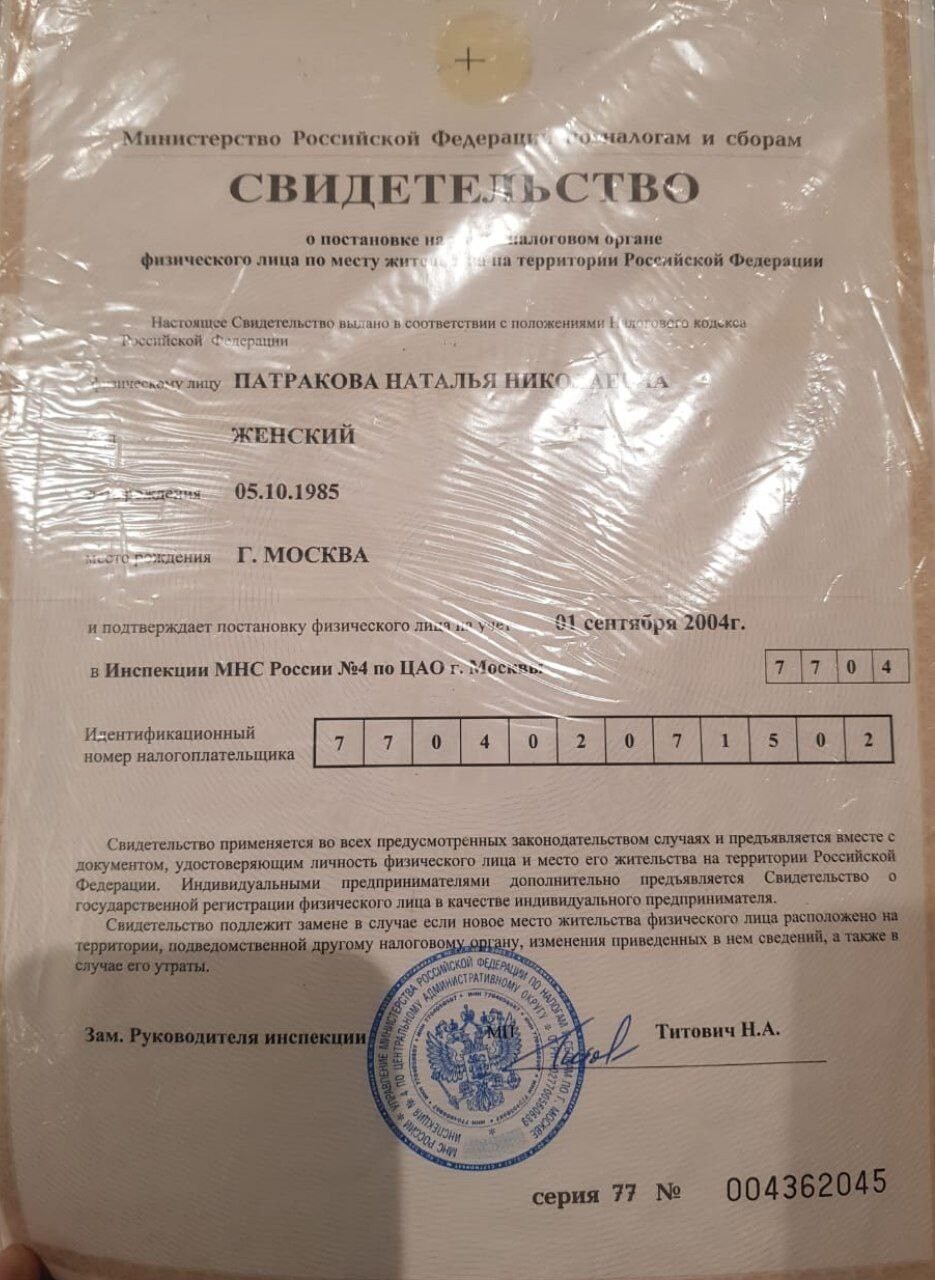 Министерство Российской Федерации по налогам и сборам
СВИДЕТЕЛЬСТВО
о постановке на налоговом органе
физического лица по месту жительства на территории Российской Федерации
Настоящее Свидетельство выдано в соответствии с положениями Налогового кодекса
Российской Федерации
физическому лицу ПАТРАКОВА НАТАЛЬЯ НИКОЛАЕВНА
ЖЕНСКИЙ
рождения 05.10.1985
место рождения Г. МОСКВА
и подтверждает постановку физического лица на учет 01 сентября 2004г.
в Инспекции МНС России №4 по ЦАО г. Москвы 7 7 0 4
Идентификационный
номер налогоплательщика 7 7 0 4 0 2 0 7 1 5 0 2
Свидетельство применяется во всех предусмотренных законодательством случаях и предъявляется вместе с
документом, удостоверяющим личность физического лица и место его жительства на территории Российской
Федерации. Индивидуальными предпринимателями дополнительно предъявляется Свидетельство о
государственной регистрации физического лица в качестве индивидуального предпринимателя.
Свидетельство подлежит замене в случае если новое место жительства физического лица расположено на
территории, подведомственной другому налоговому органу, изменения приведенных в нем сведений, а также в
случае его утраты.
Зам. Руководителя инспекции МП Титович Н.А.
серия 77 № 004362045